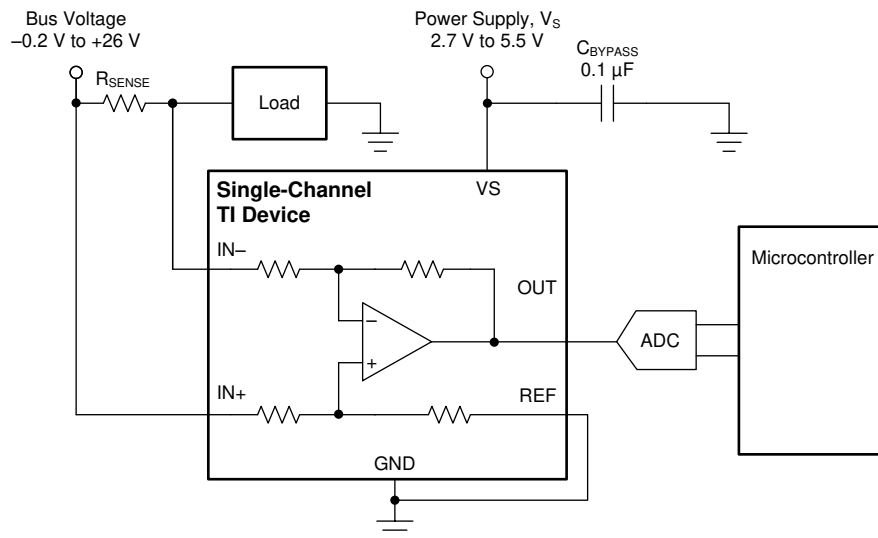 Bus Voltage
–0.2 V to +26 V
Power Supply, VS
2.7 V to 5.5 V
CBYPASS
0.1 µF
RSENSE
Load
Single-Channel
TI Device
VS
IN–
OUT
Microcontroller
–
+
ADC
IN+
REF
GND